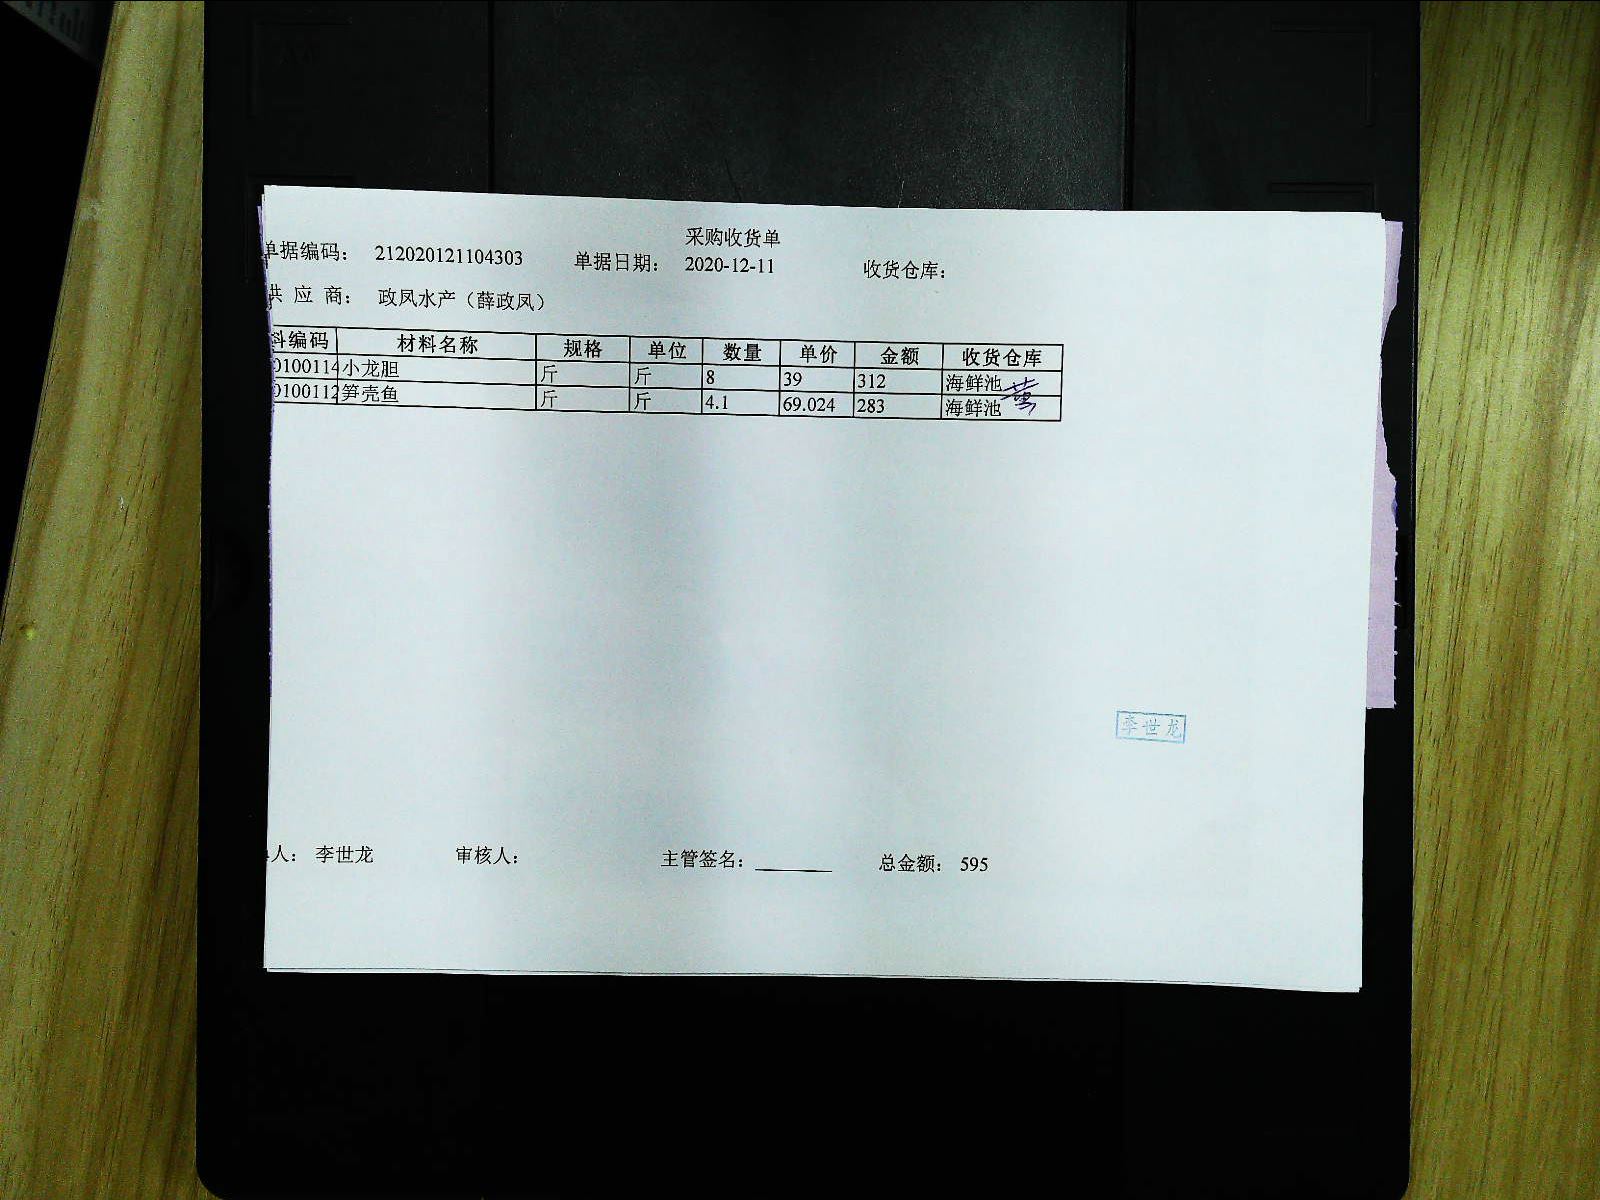 采购收货单
单据编码： 212020121104303 单据日期： 2020-12-11 收货仓库：
供 应 商： 政凤水产（薛政凤）
料编码 材料名称 规格 单位 数量 单价 金额 收货仓库
0100114 小龙胆 斤 斤 8 39 312 海鲜池
0100112 笋壳鱼 斤 斤 4.1 69.024 283 海鲜池
李世龙
人： 李世龙 审核人： 主管签名： 总金额： 595